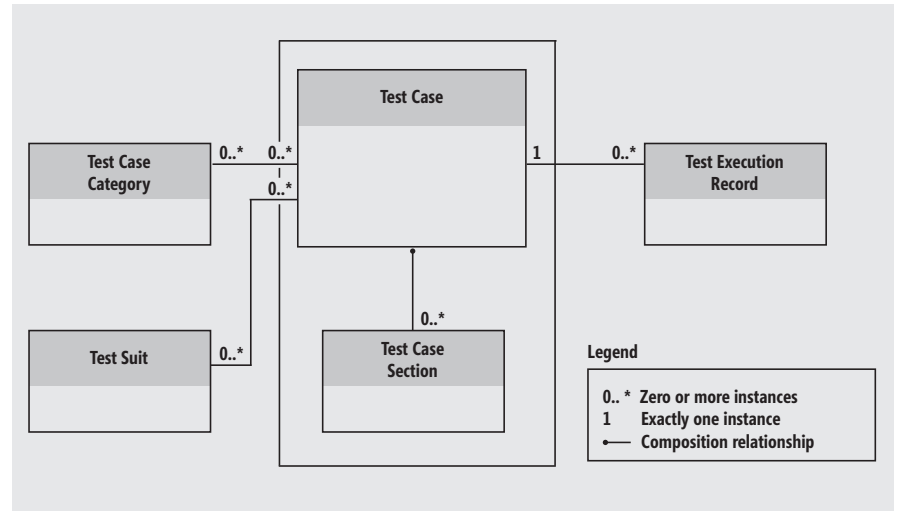 Test Case
Test Case
Category
0..*
0..*
0..*
1
0..*
Test Execution
Record
Test Suit
0..*
0..*
Test Case
Section
Legend
0.. * Zero or more instances
1 Exactly one instance
Composition relationship